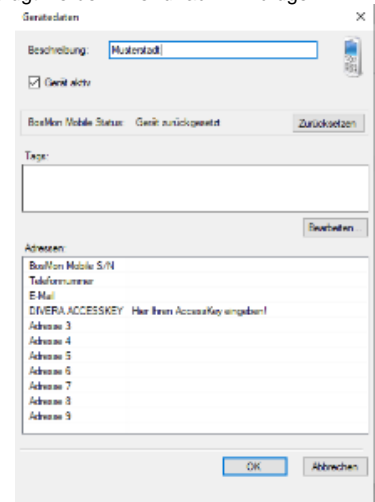 Gerätedaten
Beschreibung: Musterstadt
Gerät aktiv
BosMon Mobile Status: Gerät zurückgesetzt Zurücksetzen
Tags:
Bearbeiten...
Adressen:
BosMon Mobile S/N
Telefonnummer
E-Mail
DIVERA ACCESSKEY Hier Ihren AccessKey eingeben!
Adresse 3
Adresse 4
Adresse 5
Adresse 6
Adresse 7
Adresse 8
Adresse 9
OK Abbrechen